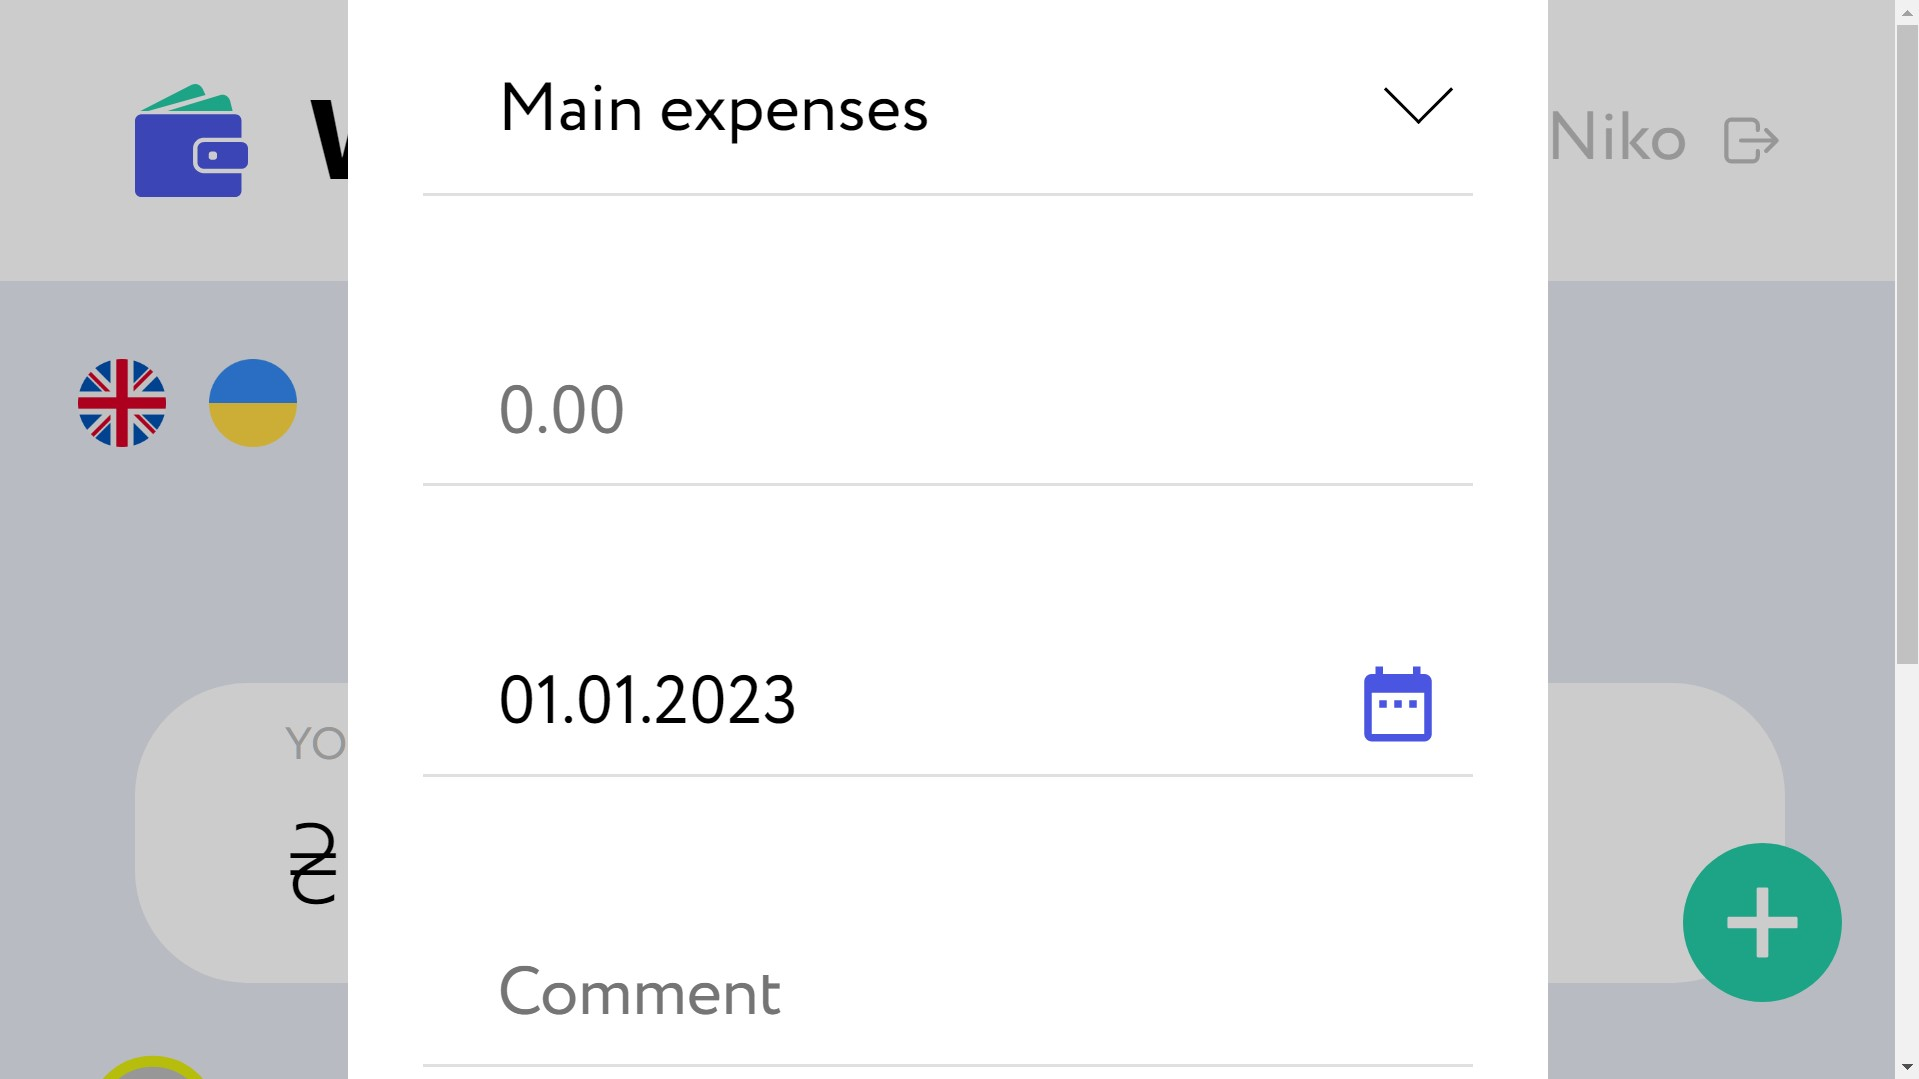 Main expenses
Niko
0.00
01.01.2023
YO
₴
Comment